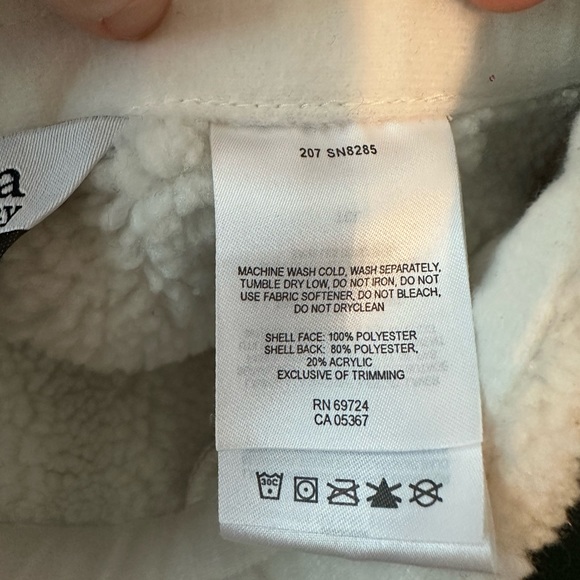 207 SN8285
MACHINE WASH COLD, WASH SEPARATELY,
TUMBLE DRY LOW, DO NOT IRON, DO NOT
USE FABRIC SOFTENER, DO NOT BLEACH,
DO NOT DRYCLEAN
SHELL FACE: 100% POLYESTER
SHELL BACK: 80% POLYESTER,
20% ACRYLIC
EXCLUSIVE OF TRIMMING
RN 69724
CA 05367
30C